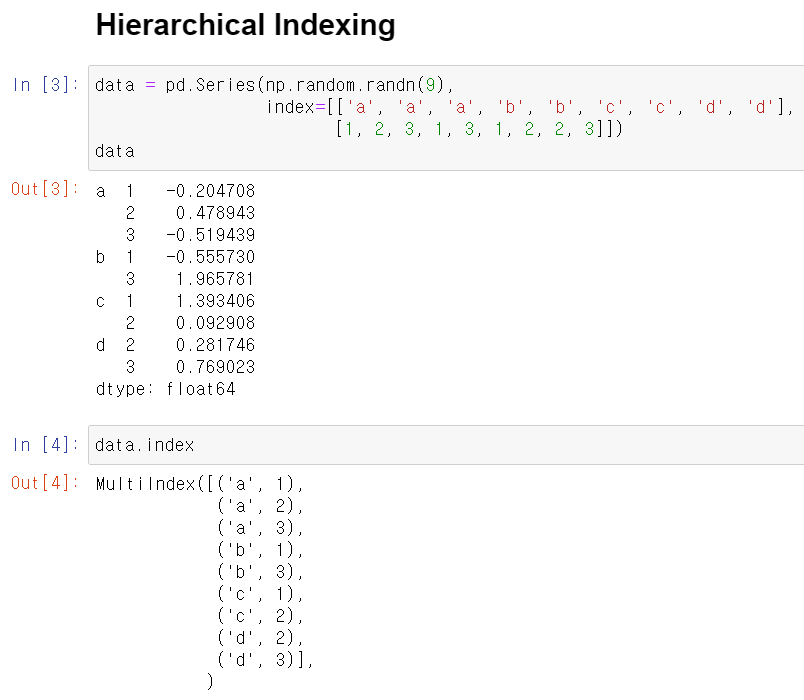 Hierarchical Indexing
In [3]: data = pd.Series(np.random.randn(9),
                 index=[['a', 'a', 'a', 'b', 'b', 'c', 'c', 'd', 'd'],
                        [1, 2, 3, 1, 3, 1, 2, 2, 3]])
data
Out[3]: a  1   -0.204708
   2    0.478943
   3   -0.519439
b  1   -0.555730
   3    1.965781
c  1    1.393406
   2    0.092908
d  2    0.281746
   3    0.769023
dtype: float64
In [4]: data.index
Out[4]: MultiIndex([('a', 1),
            ('a', 2),
            ('a', 3),
            ('b', 1),
            ('b', 3),
            ('c', 1),
            ('c', 2),
            ('d', 2),
            ('d', 3)],
           )